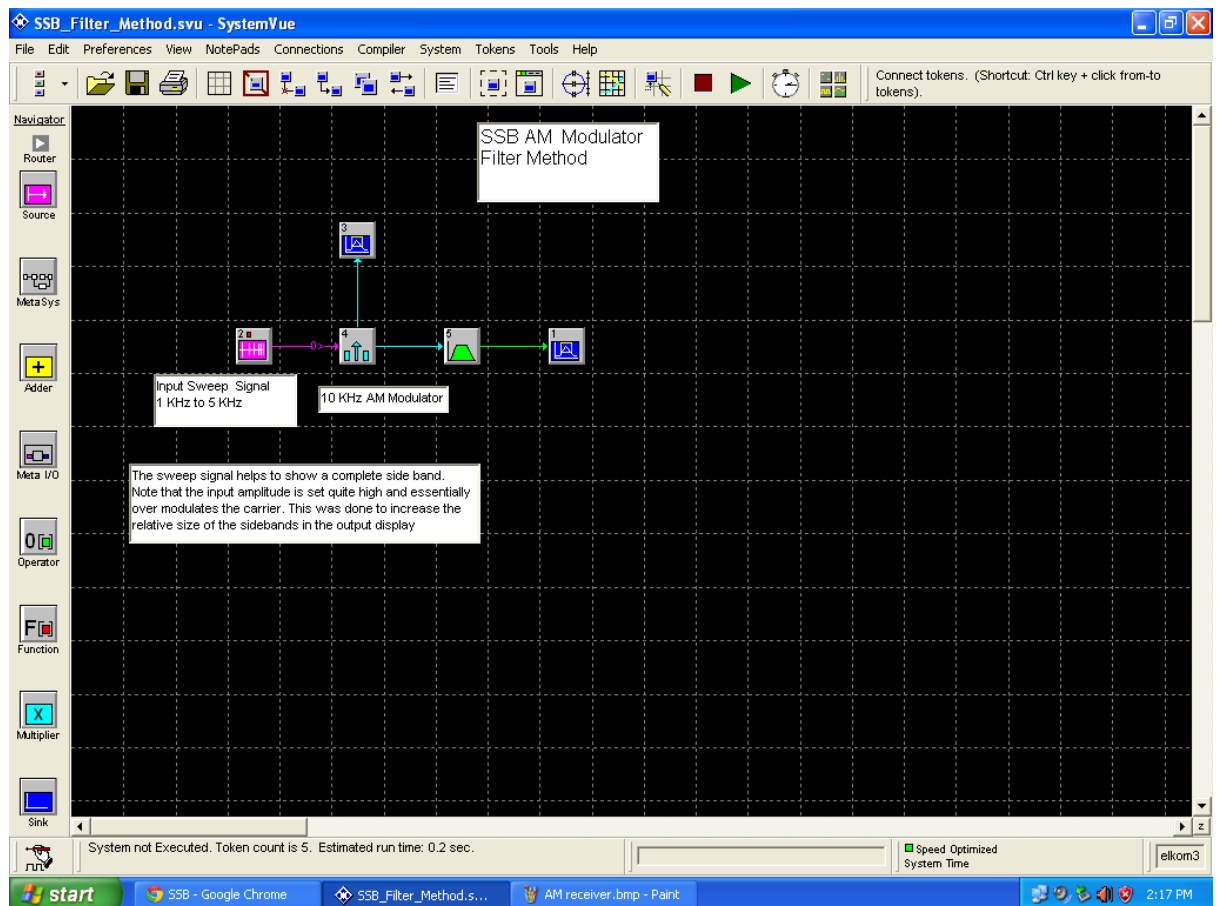 SSB_Filter_Method.svu - SystemVue
File Edit Preferences View NotePads Connections Compiler System Tokens Tools Help
Connect tokens. (Shortcut: Ctrl key + click from-to
tokens).
Navigator
Router
Source
MetaSys
Adder
Meta I/O
Operator
Function
Multiplier
Sink
SSB AM Modulator
Filter Method
3
2
0
4
5
1
Input Sweep Signal
1 KHz to 5 KHz
10 KHz AM Modulator
The sweep signal helps to show a complete side band.
Note that the input amplitude is set quite high and essentially
over modulates the carrier. This was done to increase the
relative size of the sidebands in the output display
z
System not Executed. Token count is 5. Estimated run time: 0.2 sec.
Speed Optimized
System Time
elkom3
start
SSB - Google Chrome
SSB_Filter_Method.s...
AM receiver.bmp - Paint
2:17 PM